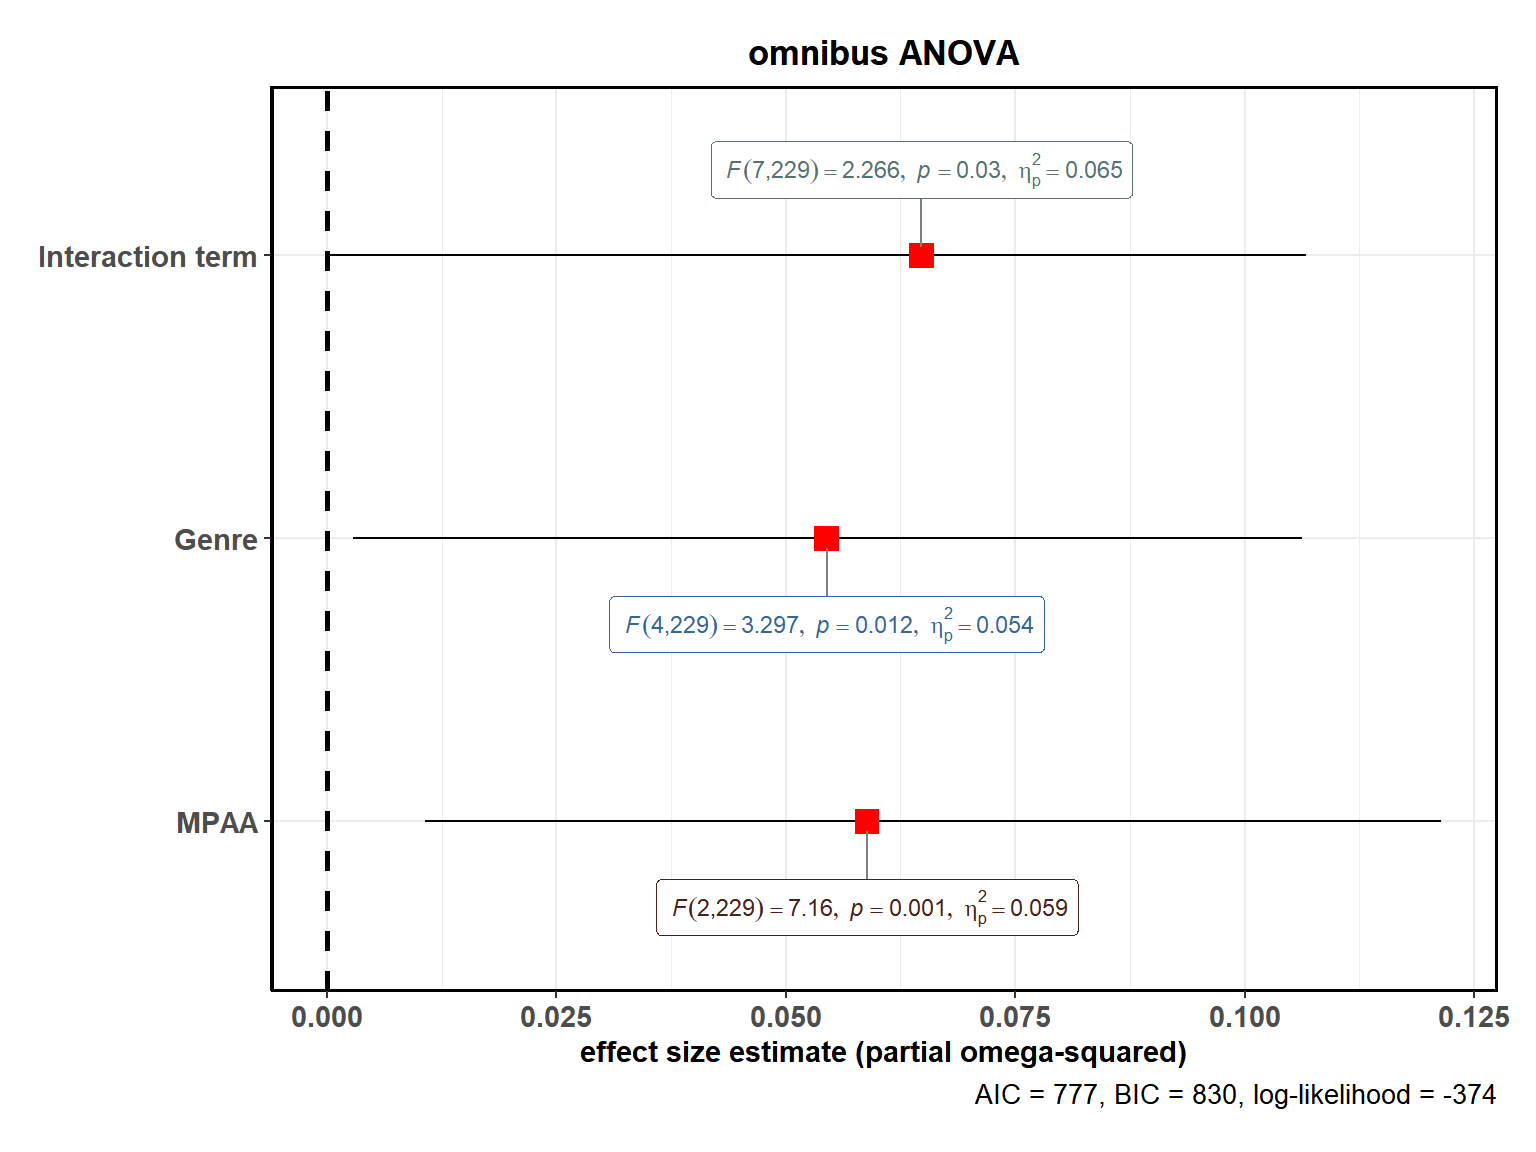 omnibus ANOVA
F(7,229) = 2.266, p = 0.03, η²ₚ = 0.065
Interaction term
Genre
F(4,229) = 3.297, p = 0.012, η²ₚ = 0.054
MPAA
F(2,229) = 7.16, p = 0.001, η²ₚ = 0.059
0.000 0.025 0.050 0.075 0.100 0.125
effect size estimate (partial omega-squared)
AIC = 777, BIC = 830, log-likelihood = -374